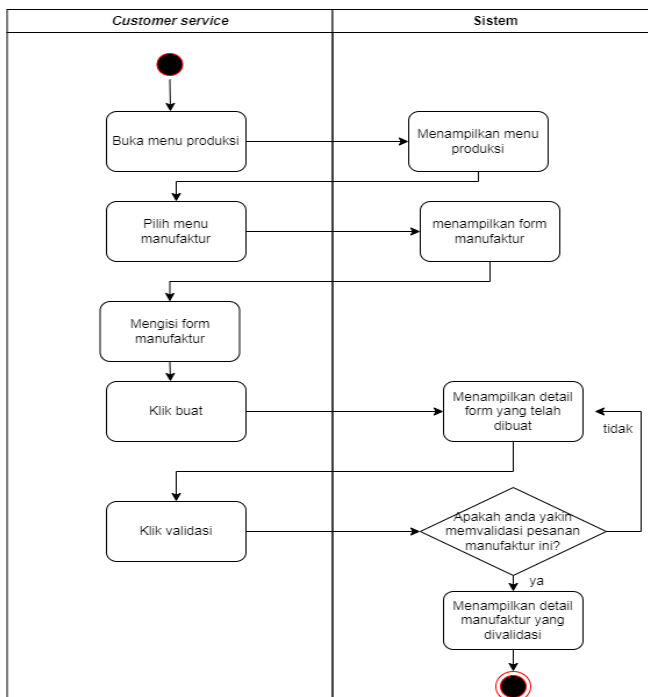 Customer service
Sistem
Buka menu produksi
Menampilkan menu
produksi
Pilih menu
manufaktur
menampilkan form
manufaktur
Mengisi form
manufaktur
Klik buat
Menampilkan detail
form yang telah
dibuat
tidak
Klik validasi
Apakah anda yakin
memvalidasi pesanan
manufaktur ini?
ya
Menampilkan detail
manufaktur yang
divalidasi